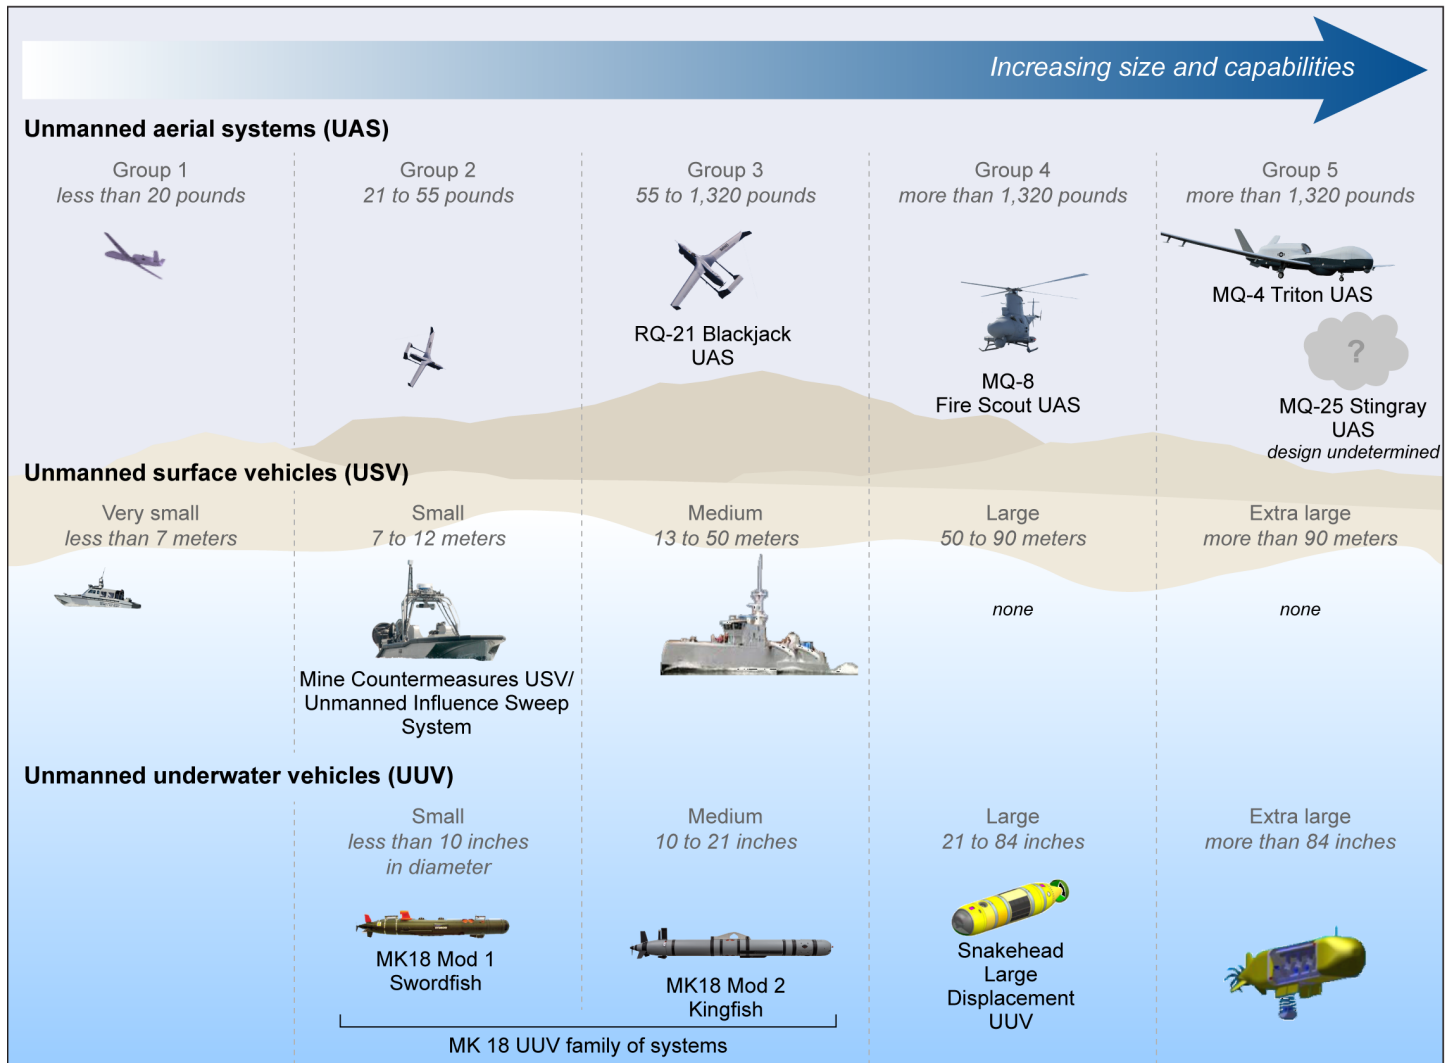 Increasing size and capabilities
Unmanned aerial systems (UAS)
Group 1
less than 20 pounds
Group 2
21 to 55 pounds
Group 3
55 to 1,320 pounds
Group 4
more than 1,320 pounds
Group 5
more than 1,320 pounds
RQ-21 Blackjack
UAS
MQ-8
Fire Scout UAS
MQ-4 Triton UAS
?
MQ-25 Stingray
UAS
design undetermined
Unmanned surface vehicles (USV)
Very small
less than 7 meters
Small
7 to 12 meters
Medium
13 to 50 meters
Large
50 to 90 meters
Extra large
more than 90 meters
Mine Countermeasures USV/
Unmanned Influence Sweep
System
none
none
Unmanned underwater vehicles (UUV)
Small
less than 10 inches
in diameter
Medium
10 to 21 inches
Large
21 to 84 inches
Extra large
more than 84 inches
MK18 Mod 1
Swordfish
MK18 Mod 2
Kingfish
Snakehead
Large
Displacement
UUV
MK 18 UUV family of systems